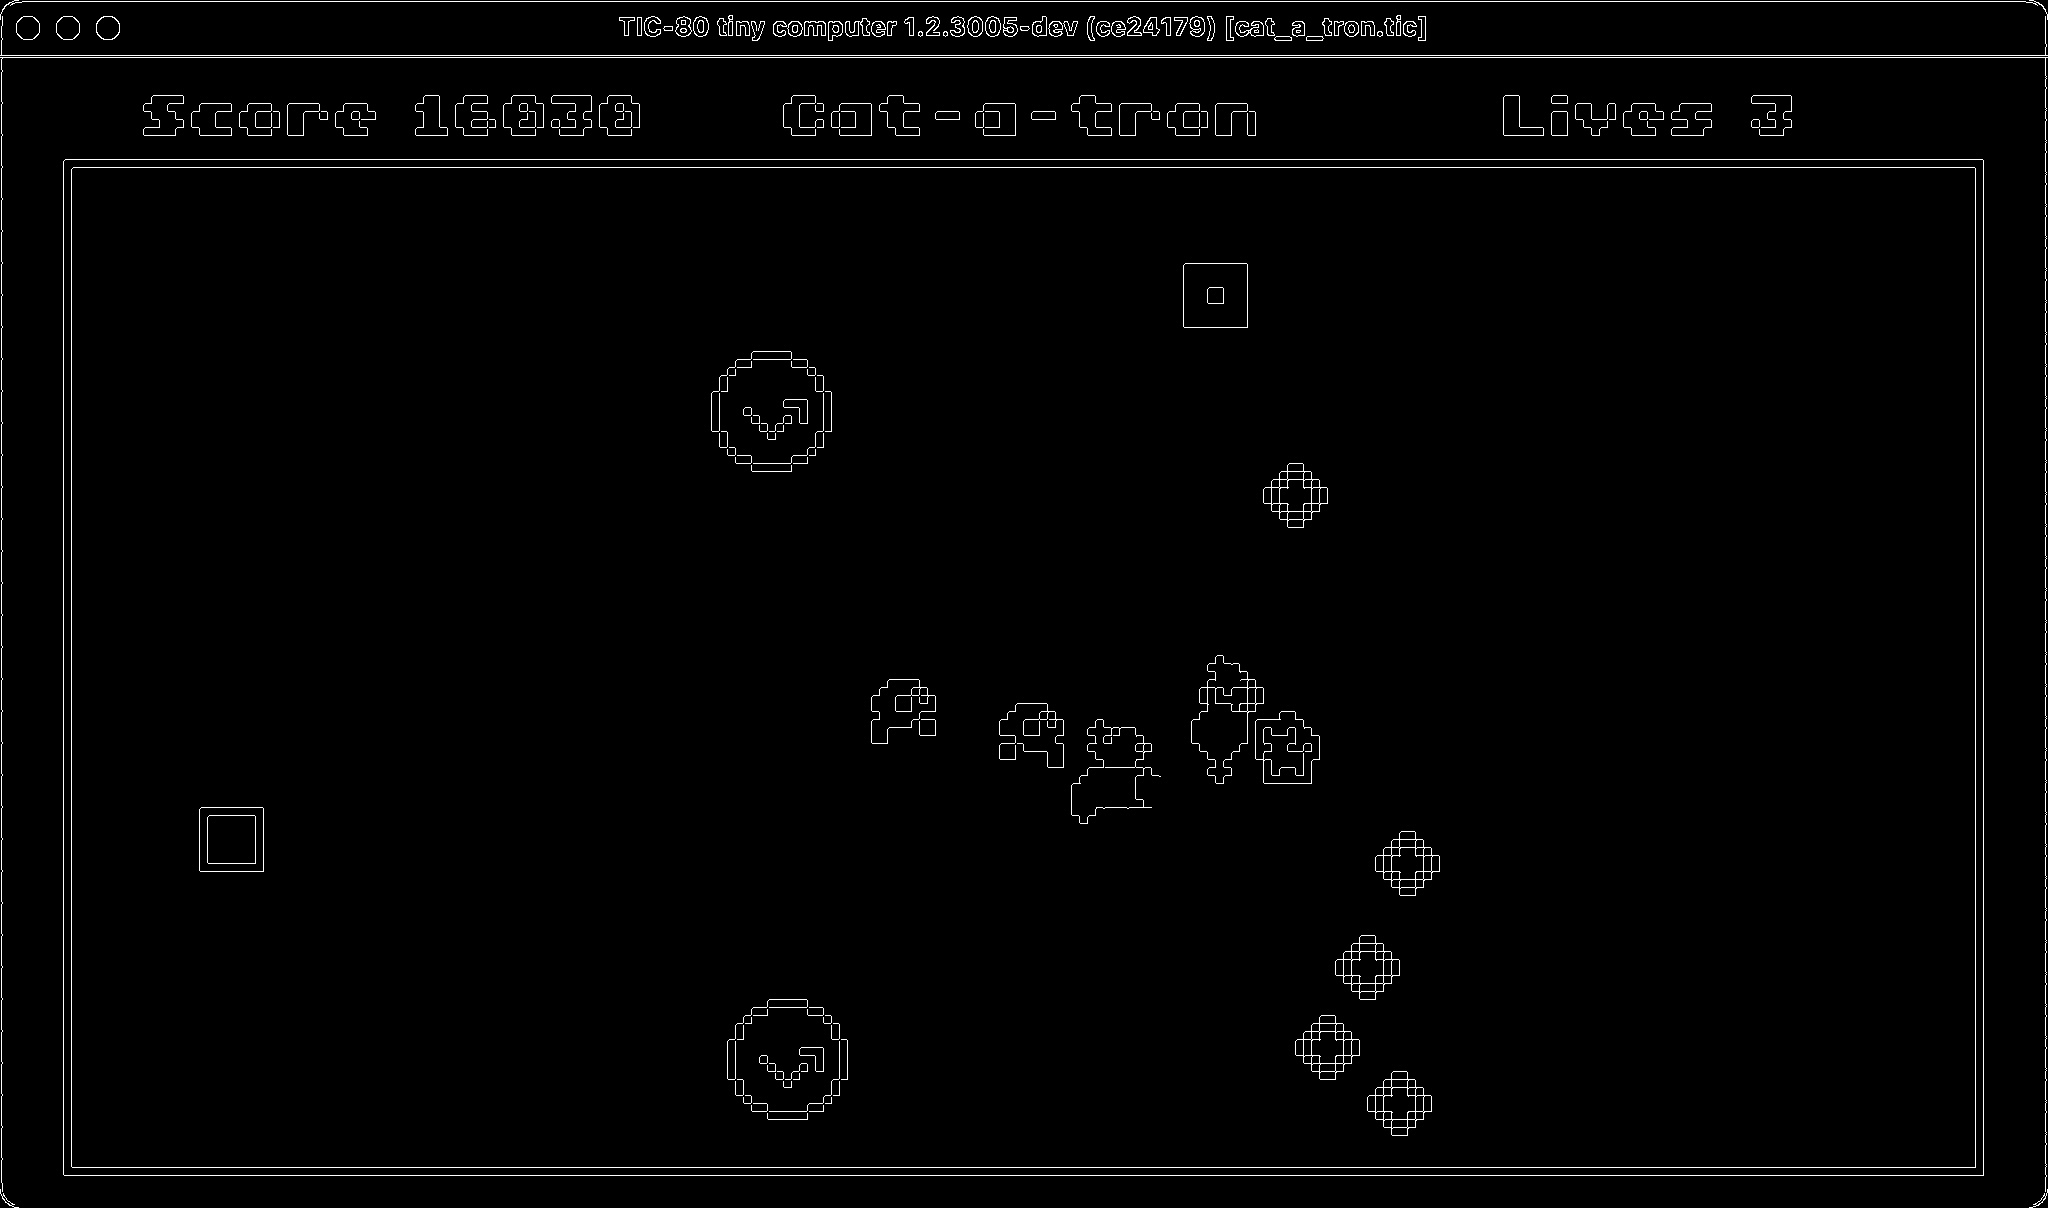 TIC-80 tiny computer 1.2.3005-dev (ce24179) [cat_a_tron.tic]
Score 16030 Cat-a-tron Lives 3